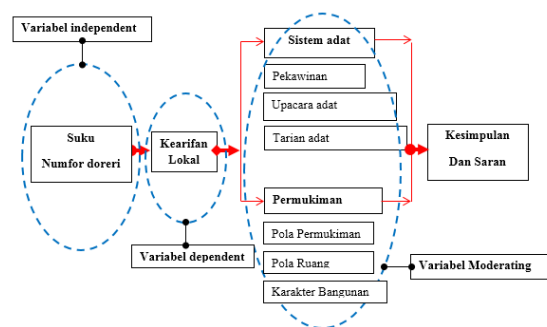 Variabel independent
Suku
Numfor doreri
Kearifan
Lokal
Variabel dependent
Sistem adat
Pekawinan
Upacara adat
Tarian adat
Permukiman
Pola Permukiman
Pola Ruang
Karakter Bangunan
Kesimpulan
Dan Saran
Variabel Moderating